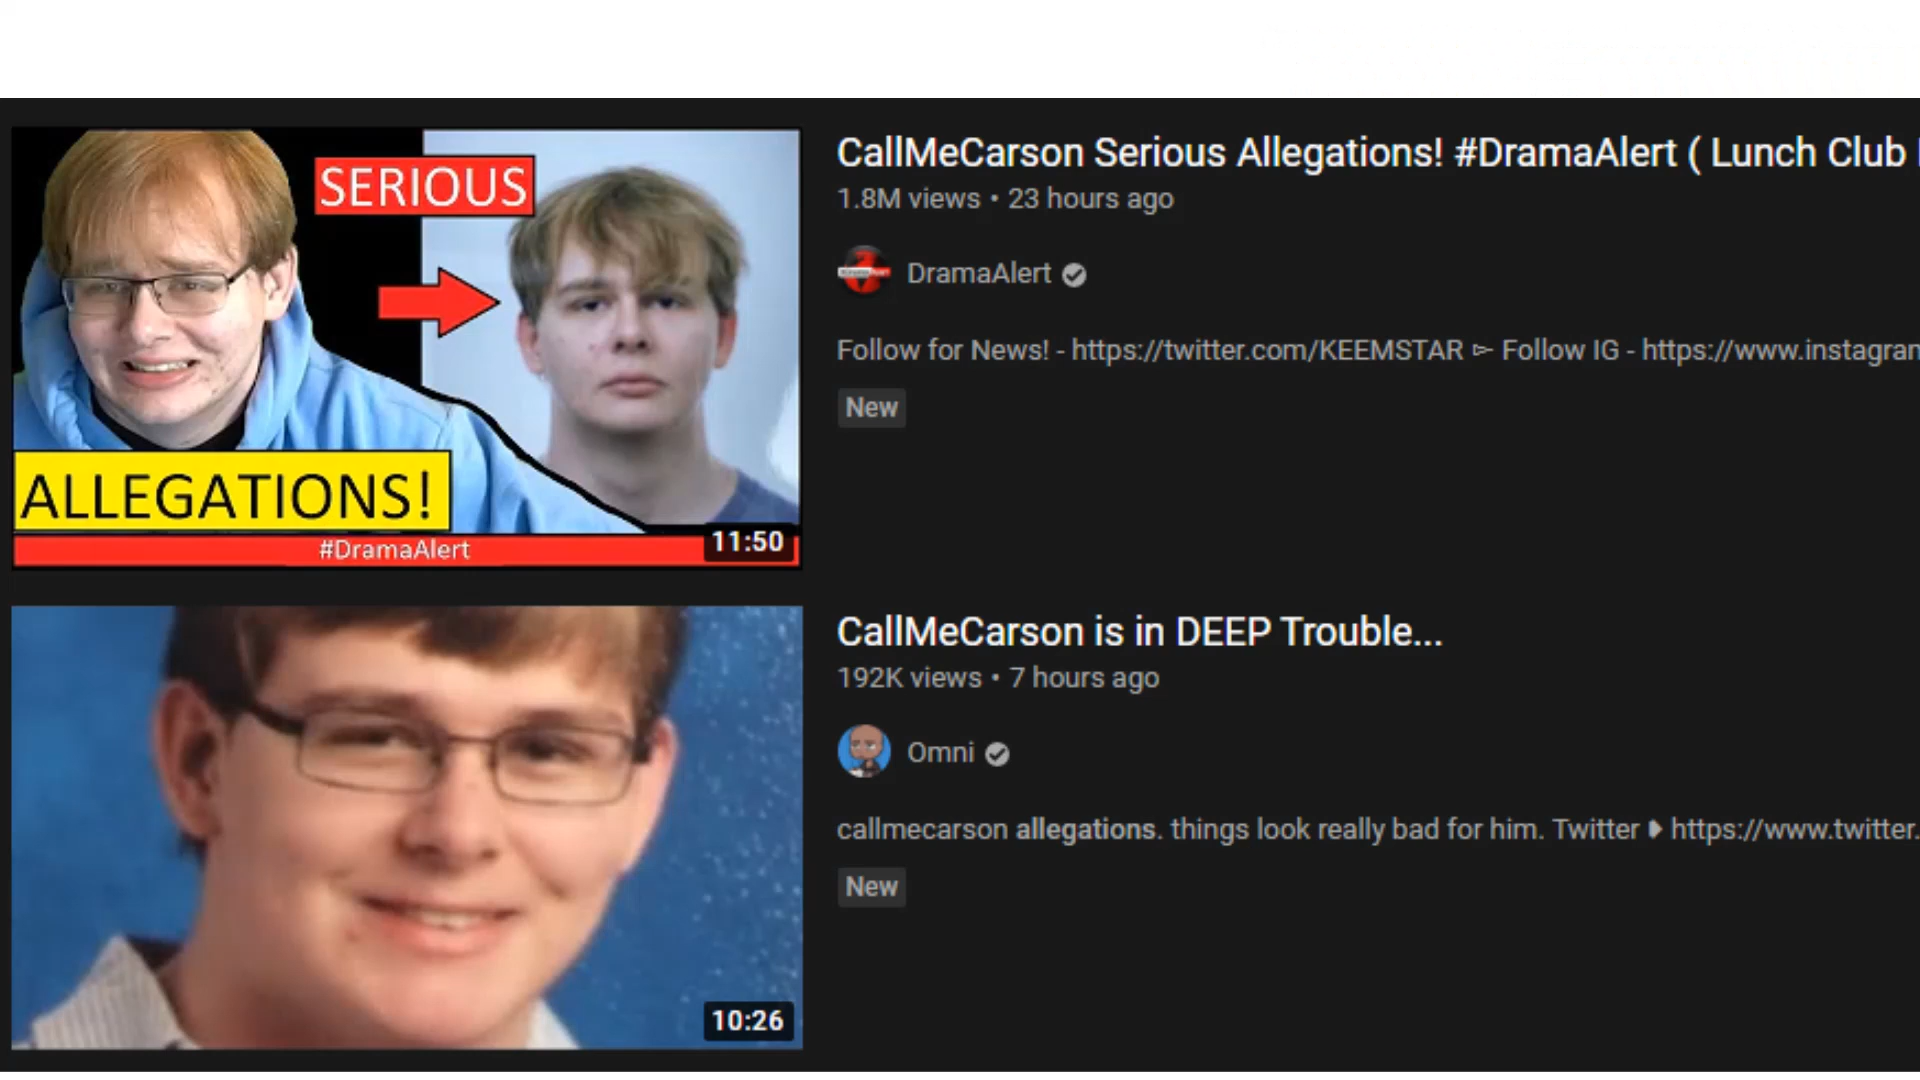 SERIOUS
ALLEGATIONS!
#DramaAlert
11:50
CallMeCarson Serious Allegations! #DramaAlert ( Lunch Club
1.8M views • 23 hours ago
DramaAlert
Follow for News! - https://twitter.com/KEEMSTAR ⊳ Follow IG - https://www.instagram
New
10:26
CallMeCarson is in DEEP Trouble...
192K views • 7 hours ago
Omni
callmecarson allegations. things look really bad for him. Twitter ❥ https://www.twitter.
New